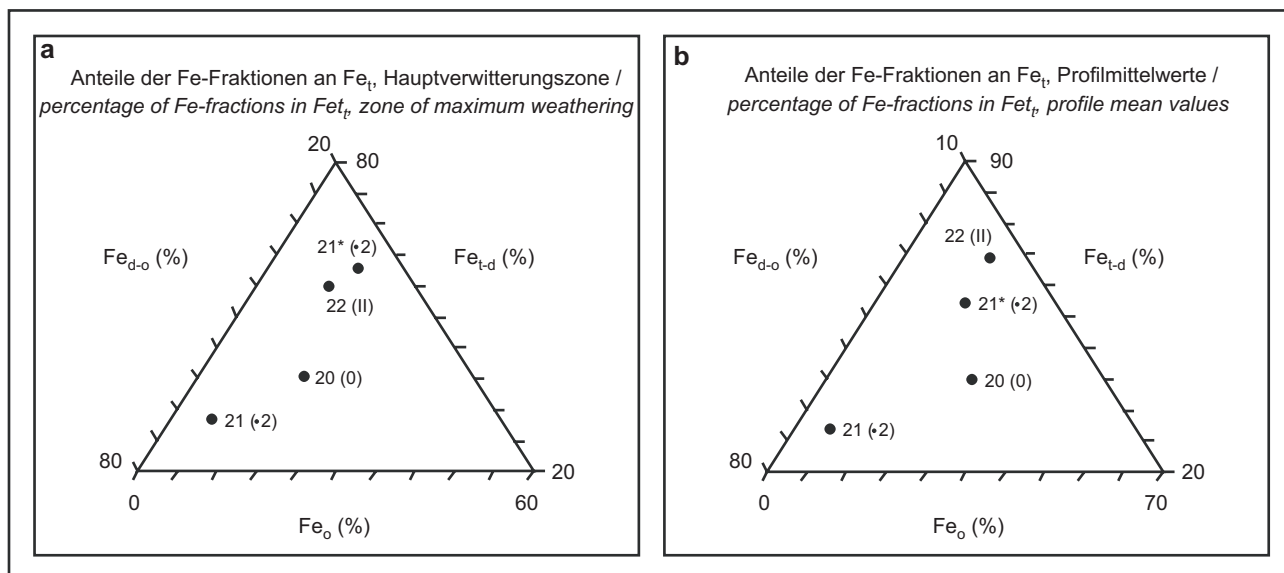 a
Anteile der Fe-Fraktionen an Fet, Hauptverwitterungszone /
percentage of Fe-fractions in Fett, zone of maximum weathering
20
80
Fed-o (%)
Fet-d (%)
21* (•2)
22 (II)
20 (0)
21 (•2)
80
20
0
60
Feo (%)
b
Anteile der Fe-Fraktionen an Fet, Profilmittelwerte /
percentage of Fe-fractions in Fett, profile mean values
10
90
Fed-o (%)
Fet-d (%)
22 (II)
21* (•2)
20 (0)
21 (•2)
80
20
0
70
Feo (%)